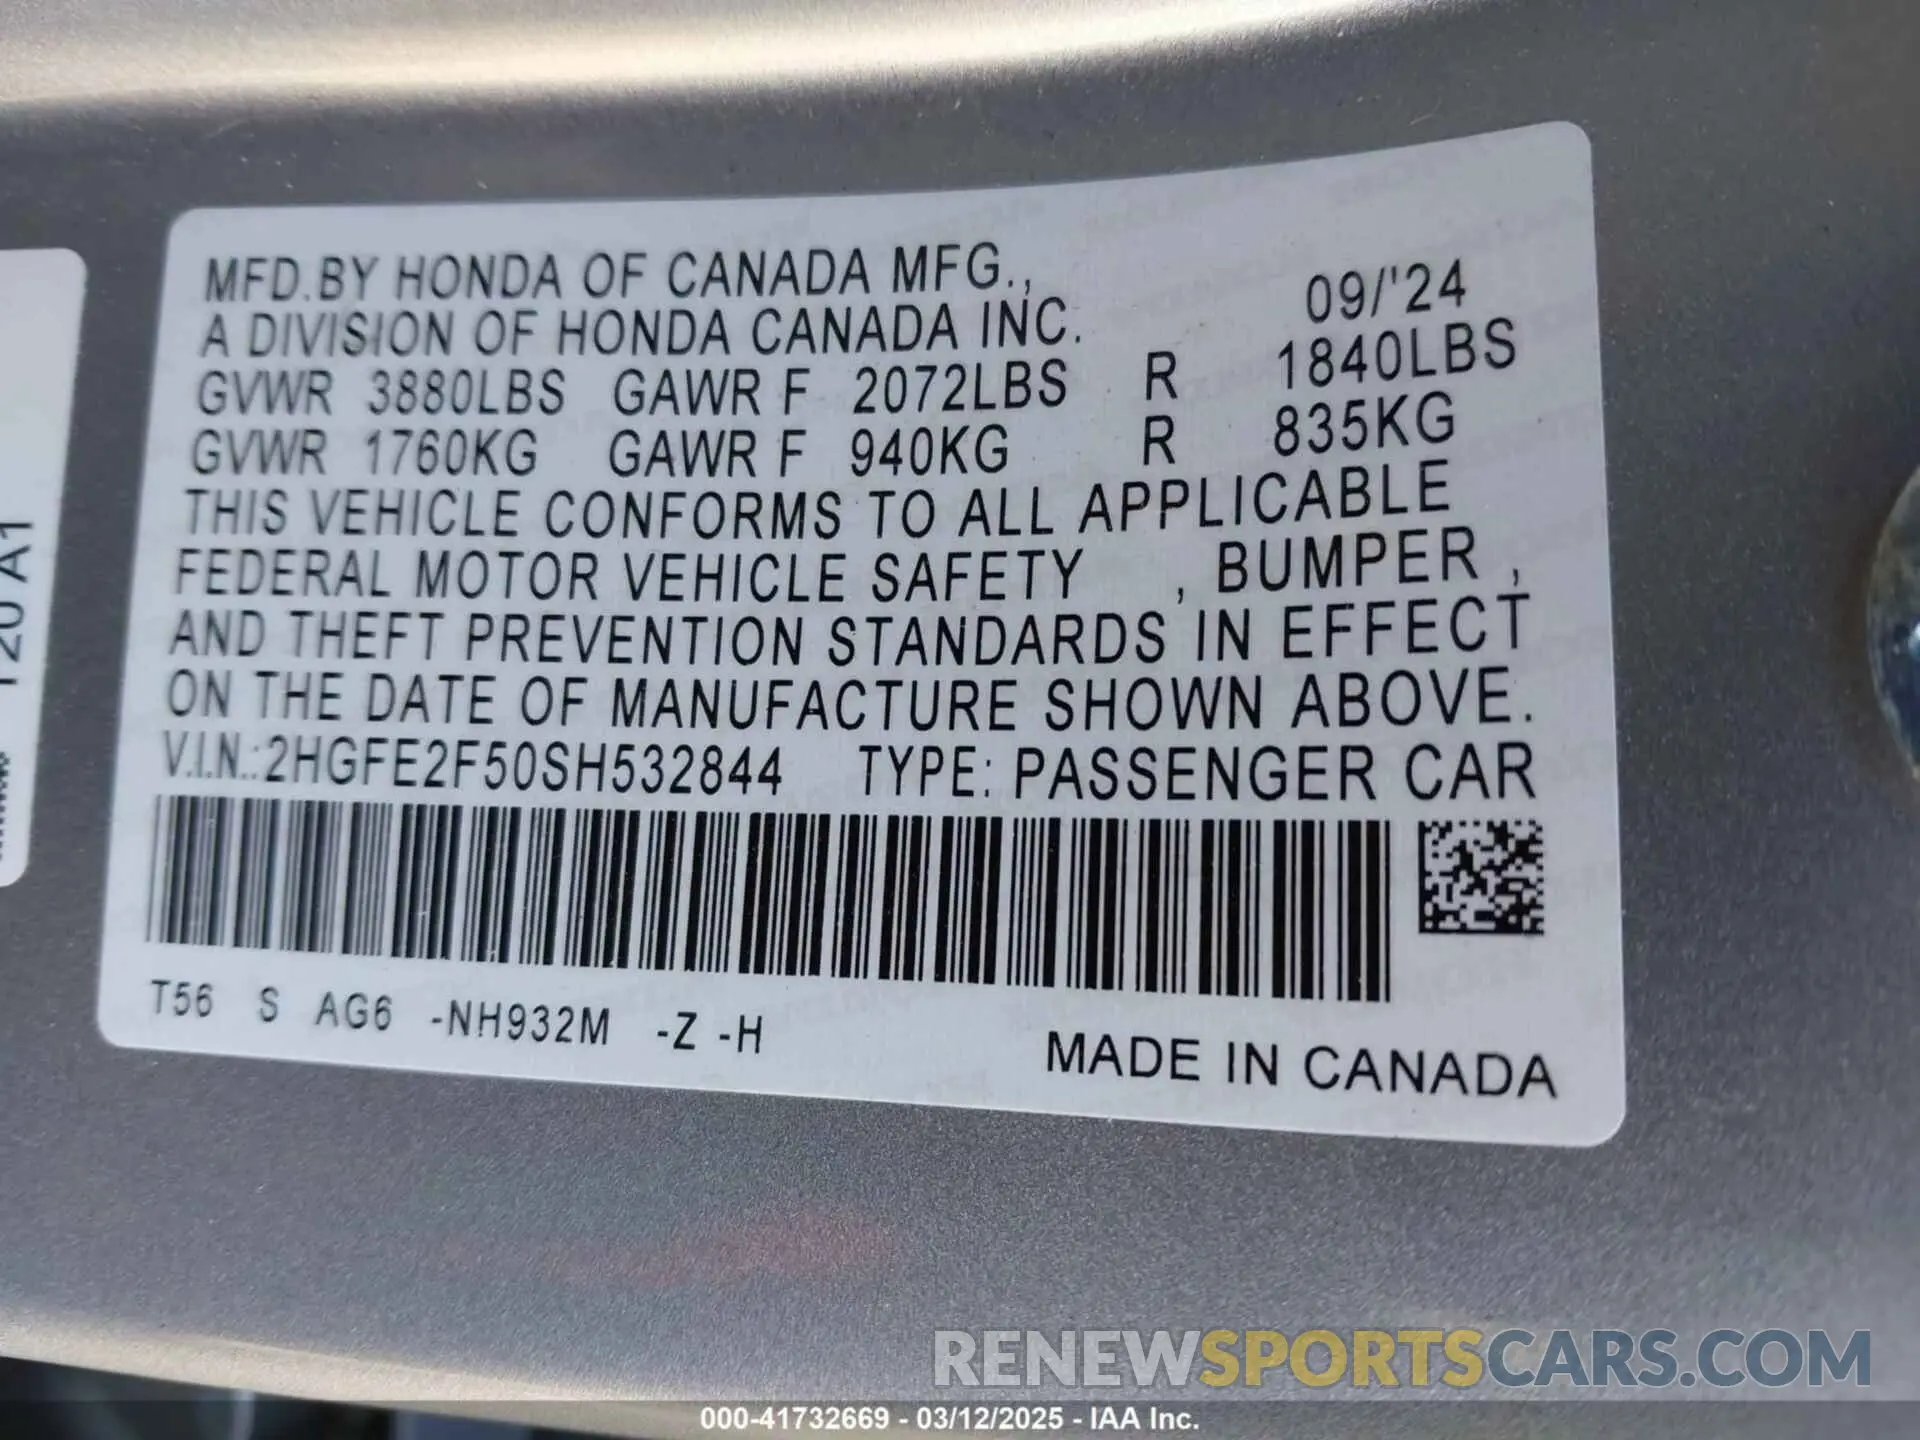 MFD.BY HONDA OF CANADA MFG.,
A DIVISION OF HONDA CANADA INC. 09/'24
GVWR 3880LBS GAWR F 2072LBS R 1840LBS
GVWR 1760KG GAWR F 940KG R 835KG
THIS VEHICLE CONFORMS TO ALL APPLICABLE
FEDERAL MOTOR VEHICLE SAFETY , BUMPER ,
AND THEFT PREVENTION STANDARDS IN EFFECT
ON THE DATE OF MANUFACTURE SHOWN ABOVE.
V.I.N.:2HGFE2F50SH532844 TYPE: PASSENGER CAR
T56 S AG6 -NH932M -Z -H
MADE IN CANADA
120 A1
RENEWSPORTSCARS.COM
000-41732669 - 03/12/2025 - IAA Inc.